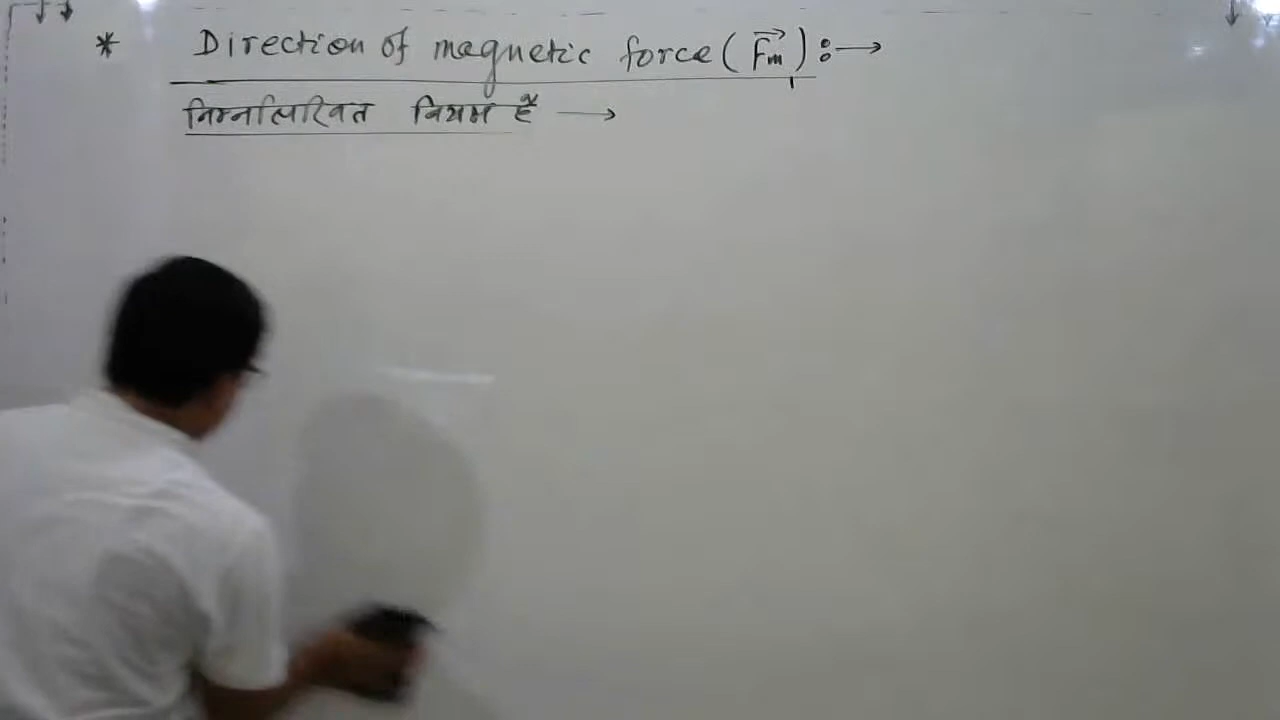 * Direction of magnetic force (F⃗m) :→
निम्नलिखित नियम हैं →